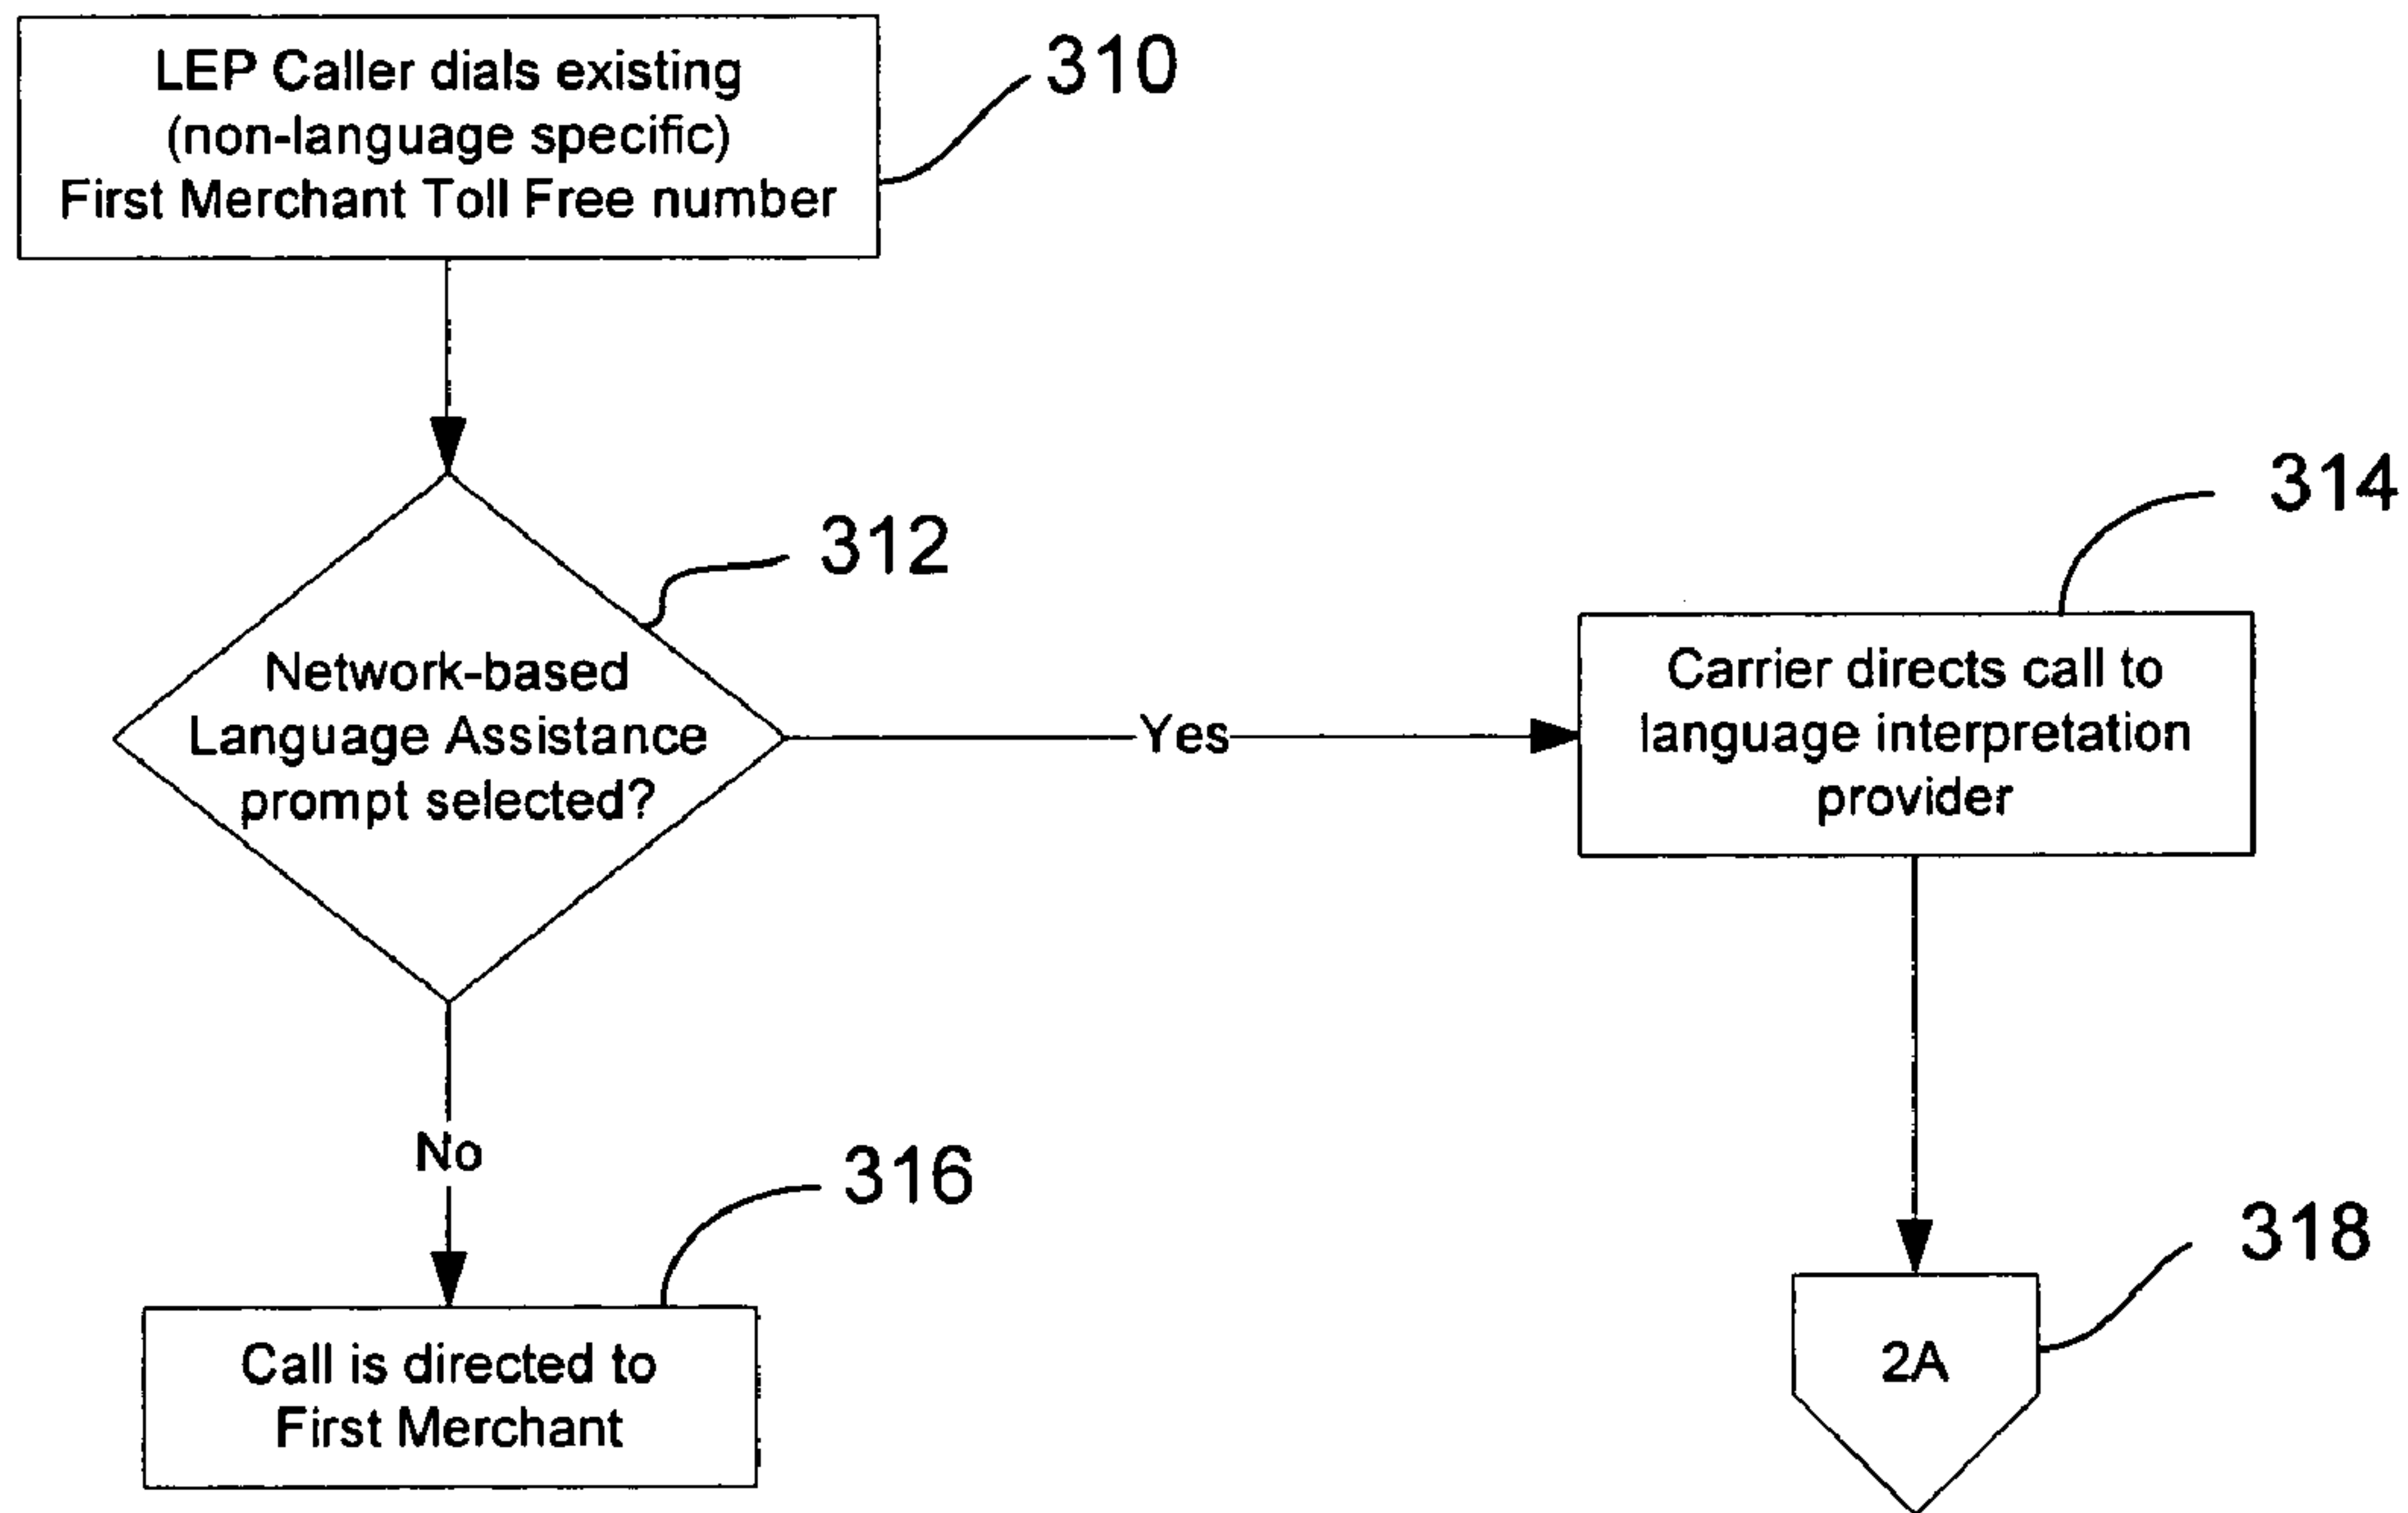 LEP Caller dials existing
(non-language specific)
First Merchant Toll Free number
310
312
Network-based
Language Assistance
prompt selected?
Yes
314
Carrier directs call to
language interpretation
provider
No
316
Call is directed to
First Merchant
318
2A